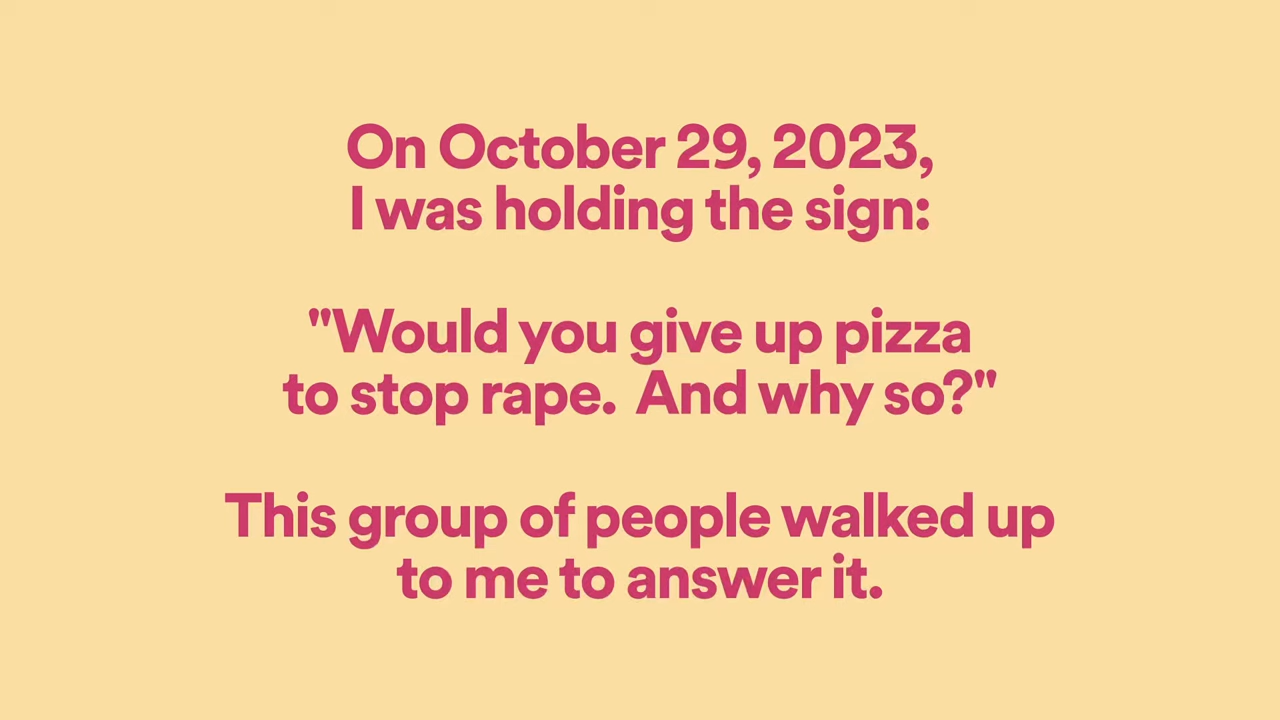 On October 29, 2023,
I was holding the sign:
"Would you give up pizza
to stop rape.  And why so?"
This group of people walked up
to me to answer it.